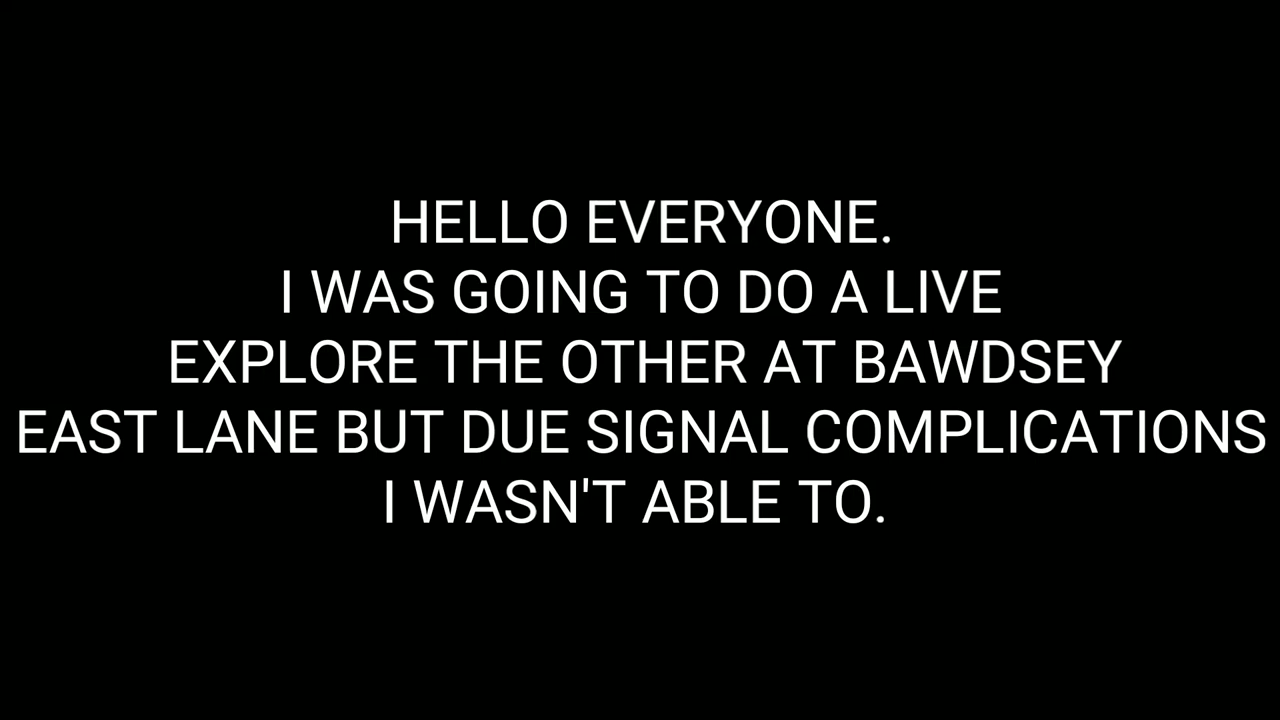 HELLO EVERYONE.
I WAS GOING TO DO A LIVE
EXPLORE THE OTHER AT BAWDSEY
EAST LANE BUT DUE SIGNAL COMPLICATIONS
I WASN'T ABLE TO.